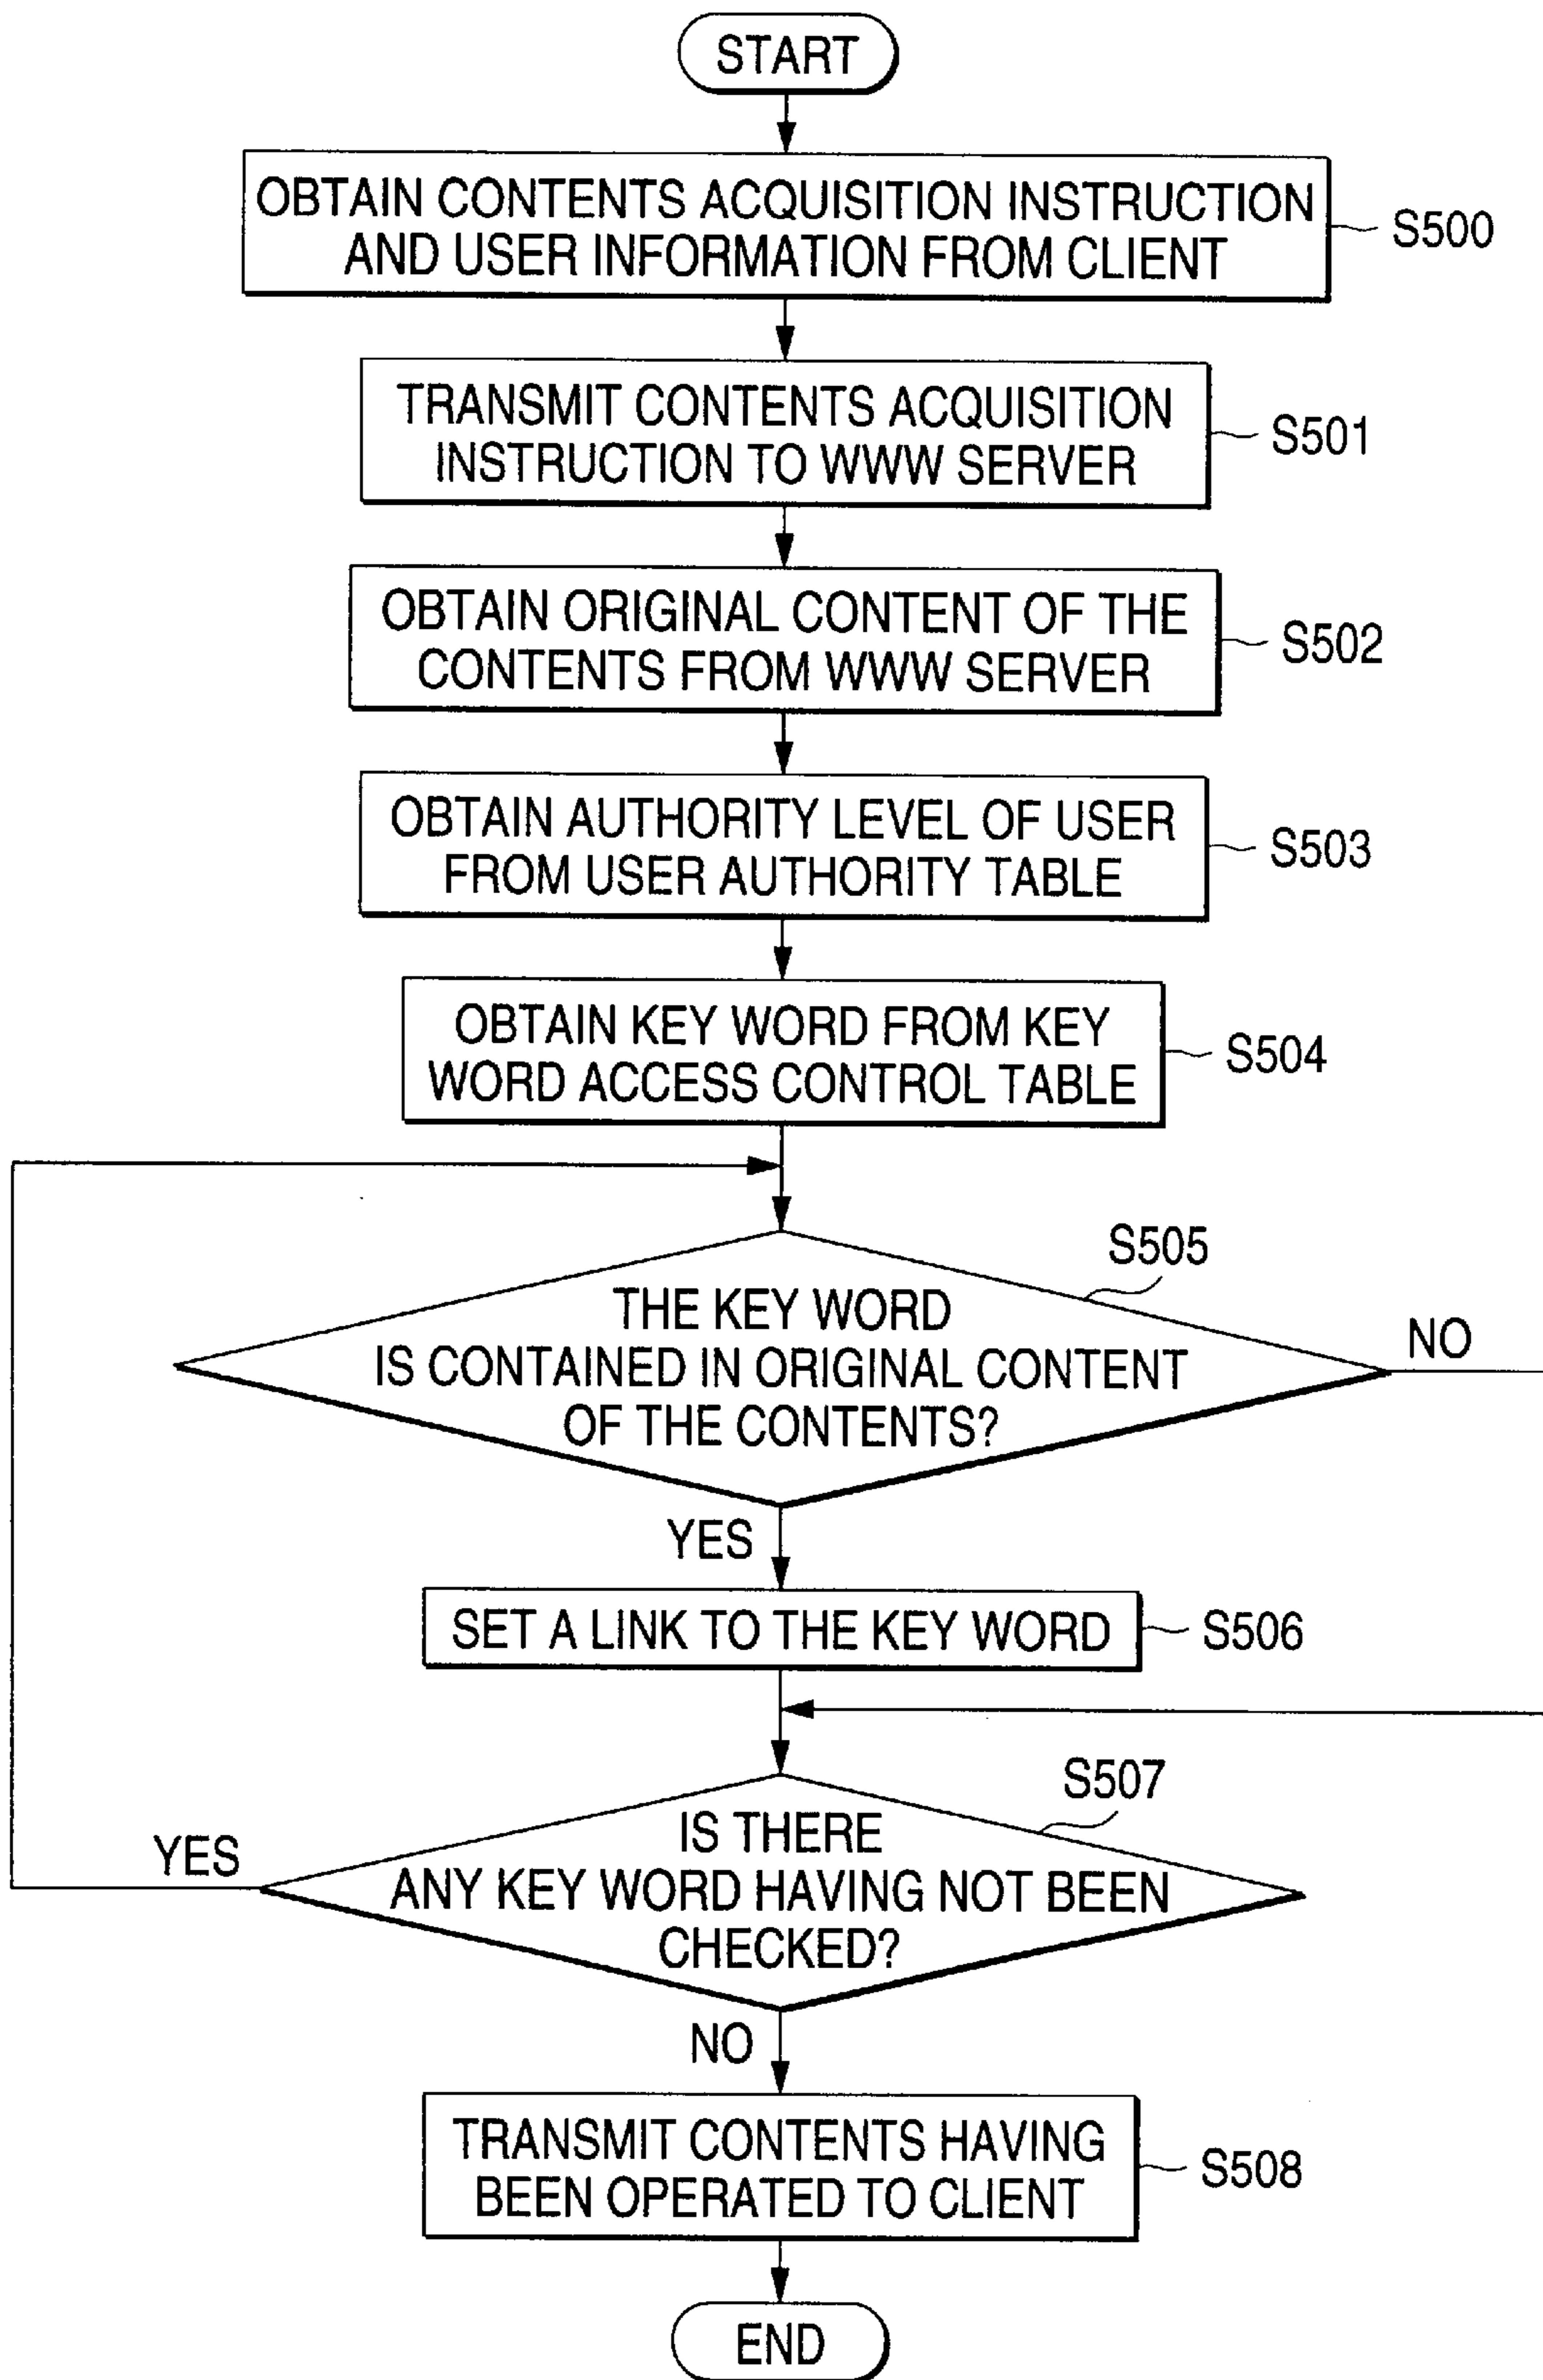 START
OBTAIN CONTENTS ACQUISITION INSTRUCTION
AND USER INFORMATION FROM CLIENT
S500
TRANSMIT CONTENTS ACQUISITION
INSTRUCTION TO WWW SERVER
S501
OBTAIN ORIGINAL CONTENT OF THE
CONTENTS FROM WWW SERVER
S502
OBTAIN AUTHORITY LEVEL OF USER
FROM USER AUTHORITY TABLE
S503
OBTAIN KEY WORD FROM KEY
WORD ACCESS CONTROL TABLE
S504
S505
THE KEY WORD
IS CONTAINED IN ORIGINAL CONTENT
OF THE CONTENTS?
NO
YES
SET A LINK TO THE KEY WORD
S506
S507
IS THERE
ANY KEY WORD HAVING NOT BEEN
CHECKED?
YES
NO
TRANSMIT CONTENTS HAVING
BEEN OPERATED TO CLIENT
S508
END